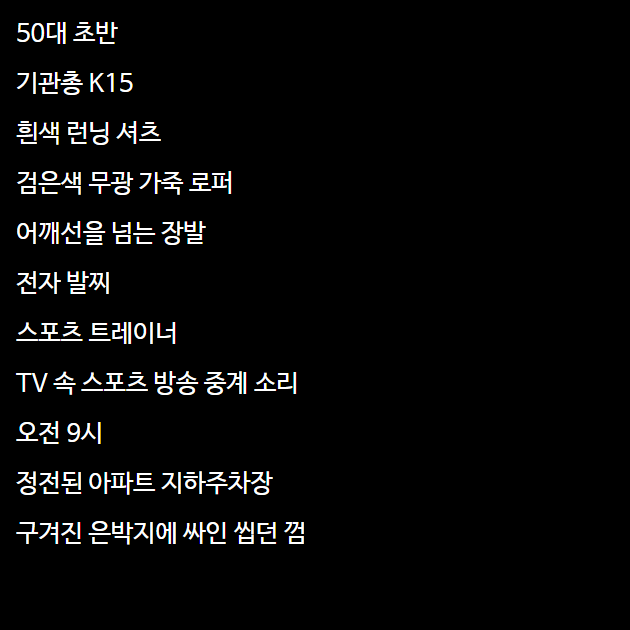 50대 초반
기관총 K15
흰색 런닝 셔츠
검은색 무광 가죽 로퍼
어깨선을 넘는 장발
전자 발찌
스포츠 트레이너
TV 속 스포츠 방송 중계 소리
오전 9시
정전된 아파트 지하주차장
구겨진 은박지에 싸인 씹던 껌